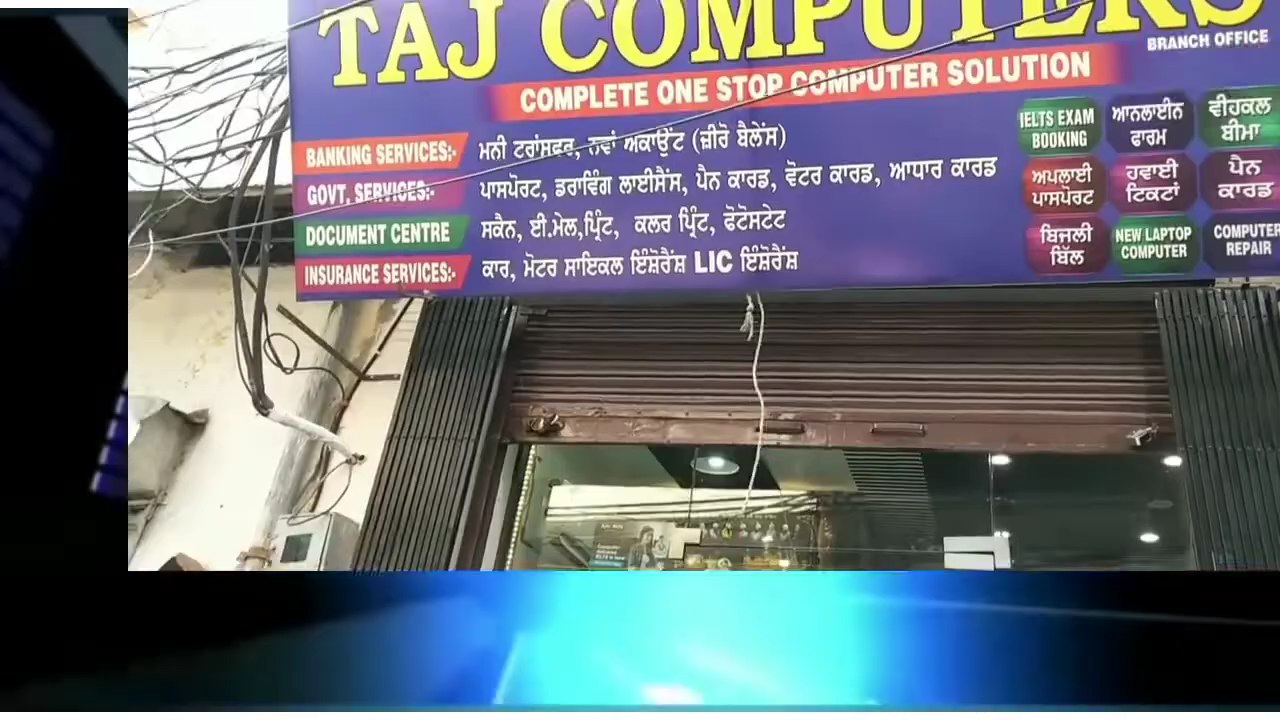 TAJ COMPUTERS
BRANCH OFFICE
COMPLETE ONE STOP COMPUTER SOLUTION
BANKING SERVICES:- ਮਨੀ ਟਰਾਂਸਫਰ, ਨਵਾਂ ਅਕਾਊਂਟ (ਜ਼ੀਰੋ ਬੈਲੇਂਸ)
GOVT. SERVICES:- ਪਾਸਪੋਰਟ, ਡਰਾਵਿੰਗ ਲਾਈਸੈਂਸ, ਪੈਨ ਕਾਰਡ, ਵੋਟਰ ਕਾਰਡ, ਆਧਾਰ ਕਾਰਡ
DOCUMENT CENTRE ਸਕੈਨ, ਈ.ਮੇਲ,ਪ੍ਰਿੰਟ, ਕਲਰ ਪ੍ਰਿੰਟ, ਫੋਟੋਸਟੇਟ
INSURANCE SERVICES:- ਕਾਰ, ਮੋਟਰ ਸਾਇਕਲ ਇੰਸ਼ੋਰੈਂਸ਼ LIC ਇੰਸ਼ੋਰੈਂਸ਼
IELTS EXAM
BOOKING
ਆਨਲਾਈਨ
ਫਾਰਮ
ਵੀਹਕਲ
ਬੀਮਾ
ਅਪਲਾਈ
ਪਾਸਪੋਰਟ
ਹਵਾਈ
ਟਿਕਟਾਂ
ਪੈਨ
ਕਾਰਡ
ਬਿਜਲੀ
ਬਿੱਲ
NEW LAPTOP
COMPUTER
COMPUTER
REPAIR